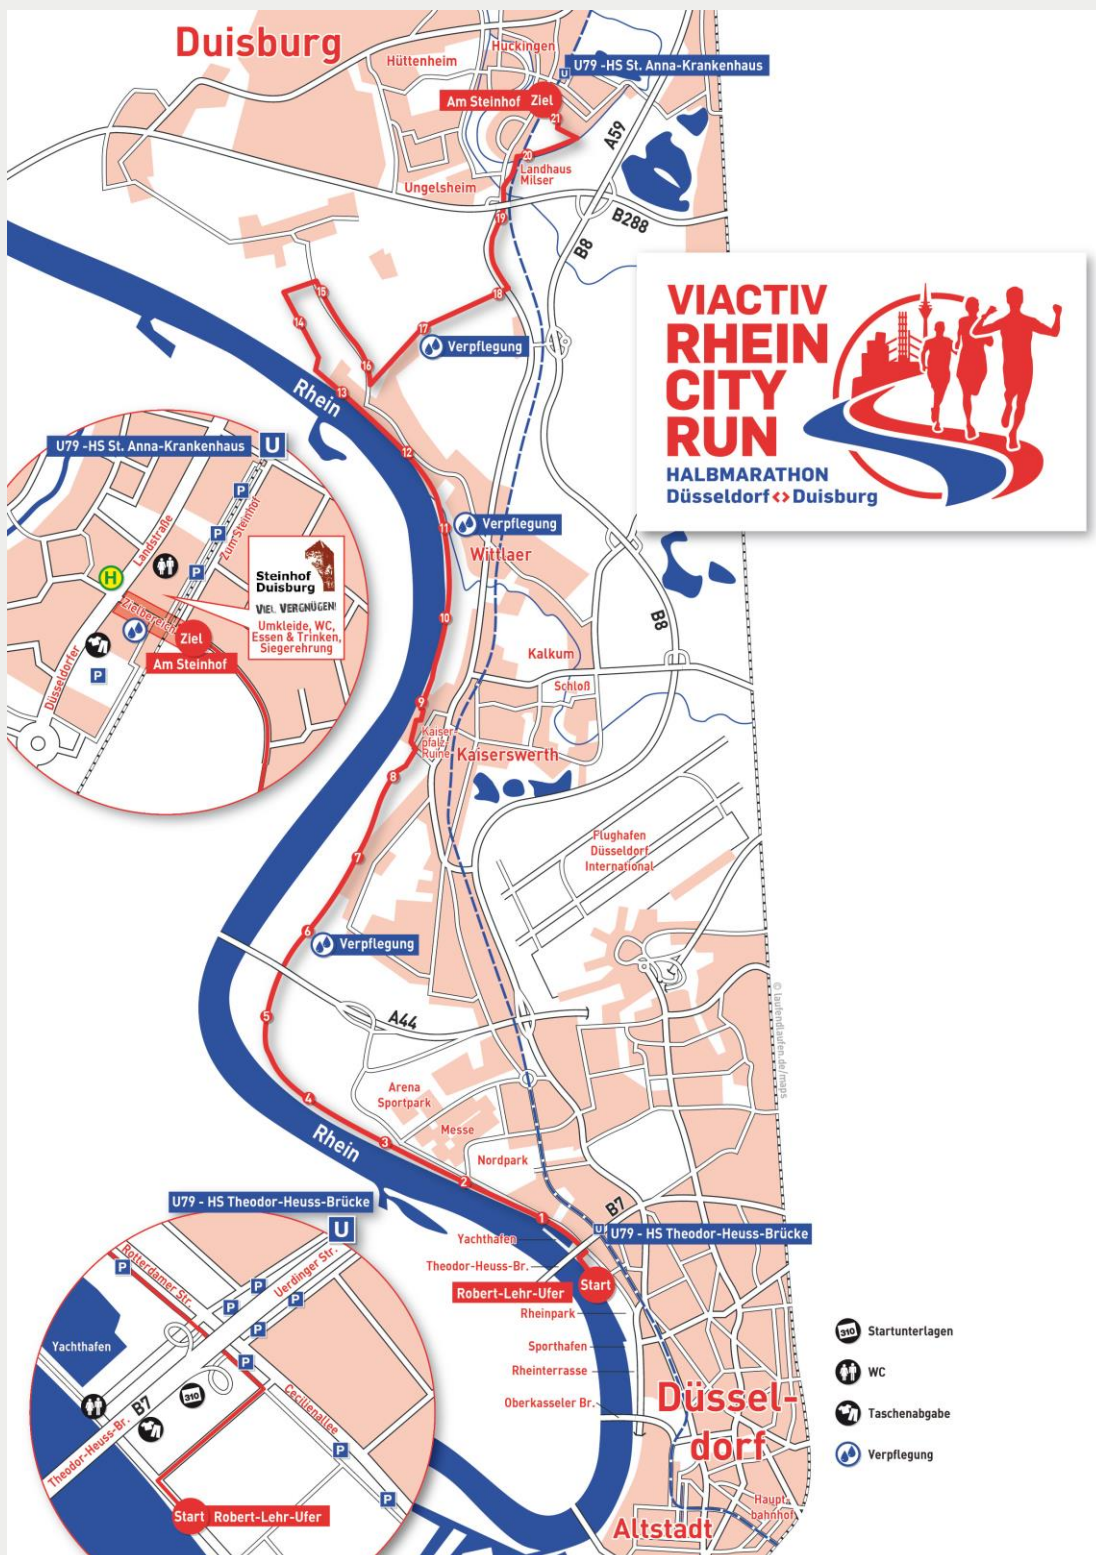 Duisburg
Hückingen
Hüttenheim
U79 -HS St. Anna-Krankenhaus
U
Am Steinhof
Ziel
21
A59
20
Landhaus
Milser
Ungelsheim
19
B288
B8
18
15
14
17
Verpflegung
16
13
Rhein
12
VIACTIV
RHEIN
CITY
RUN
HALBMARATHON
Düsseldorf <> Duisburg
U79 -HS St. Anna-Krankenhaus
U
P
P
P
Landstraße
Zum Steinhof
H
Steinhof
Duisburg
VIEL VERGNÜGEN!
Umkleide, WC,
Essen & Trinken,
Siegerehrung
Zielbereich
Ziel
Am Steinhof
Düsseldorfer
P
11
Verpflegung
Wittlaer
10
B8
Kalkum
Schloß
9
Kaiser-
pfalz
Ruine
Kaiserswerth
8
Flughafen
Düsseldorf
International
7
6
Verpflegung
5
A44
© laufendlaufen.de/maps
4
Arena
Sportpark
Messe
3
Rhein
Nordpark
2
B7
1
U
U79 - HS Theodor-Heuss-Brücke
Yachthafen
Theodor-Heuss-Br.
Robert-Lehr-Ufer
Start
Rheinpark
Sporthafen
Rheinterrasse
Oberkasseler Br.
Düssel-
dorf
Haupt-
bahnhof
Altstadt
U79 - HS Theodor-Heuss-Brücke
U
Rotterdamer Str.
Uerdinger Str.
P
P
P
P
P
P
Yachthafen
310
B7
Theodor-Heuss-Br.
Cecilienallee
P
P
Start
Robert-Lehr-Ufer
310
Startunterlagen
WC
Taschenabgabe
Verpflegung